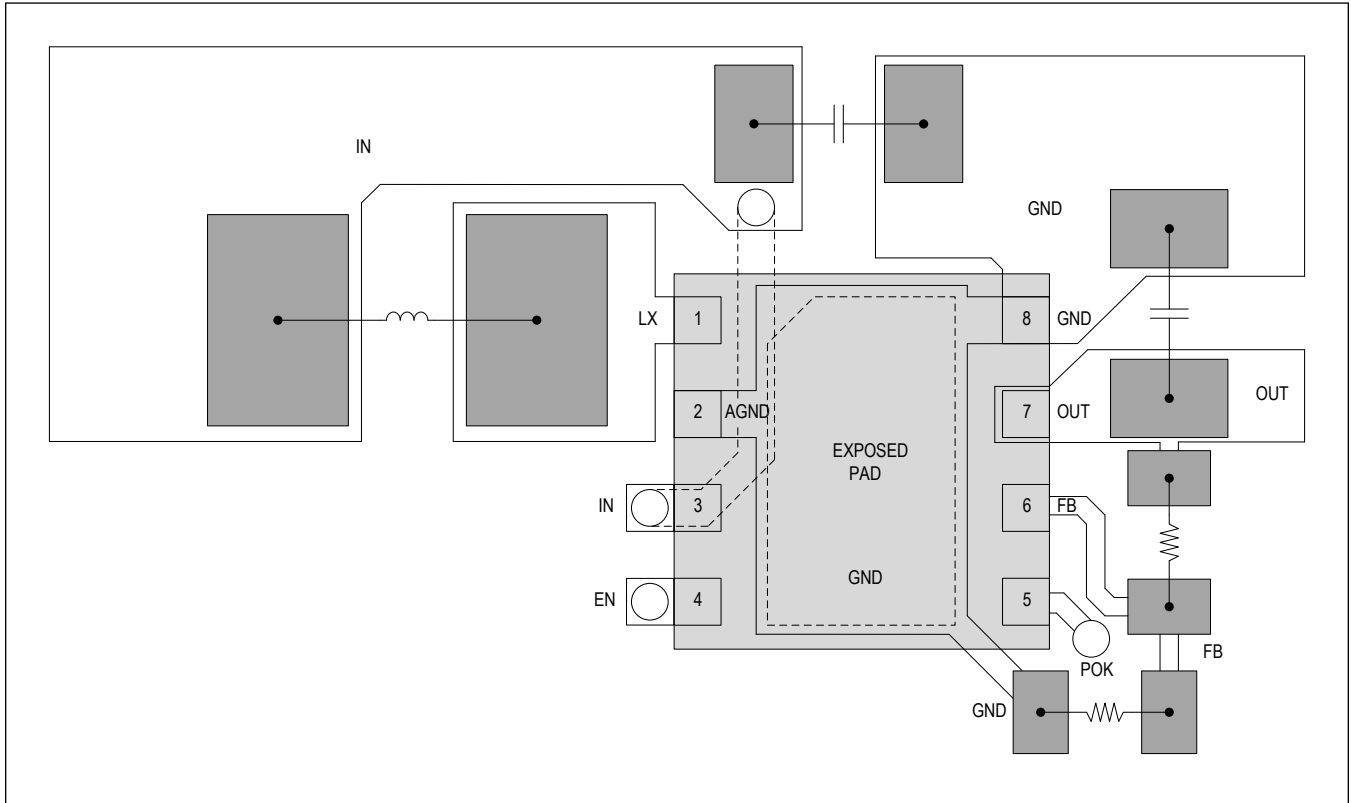 IN
GND
LX
1
8
GND
2
AGND
7
OUT
OUT
EXPOSED
PAD
IN
3
6
FB
GND
EN
4
5
POK
FB
GND